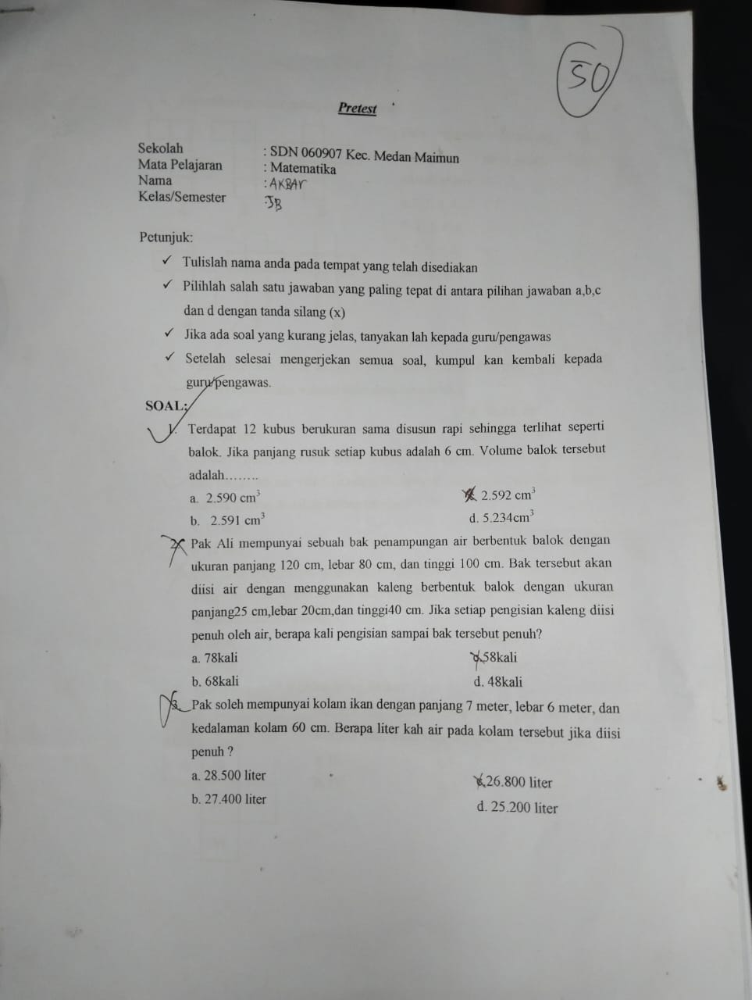 50
Pretest
Sekolah : SDN 060907 Kec. Medan Maimun
Mata Pelajaran : Matematika
Nama : AKBAr
Kelas/Semester :
Petunjuk:
✓ Tulislah nama anda pada tempat yang telah disediakan
✓ Pilihlah salah satu jawaban yang paling tepat di antara pilihan jawaban a,b,c
dan d dengan tanda silang (x)
✓ Jika ada soal yang kurang jelas, tanyakan lah kepada guru/pengawas
✓ Setelah selesai mengerjekan semua soal, kumpul kan kembali kepada
guru/pengawas.
SOAL:
1. Terdapat 12 kubus berukuran sama disusun rapi sehingga terlihat seperti
balok. Jika panjang rusuk setiap kubus adalah 6 cm. Volume balok tersebut
adalah........
a. 2.590 cm³ 2.592 cm³
b. 2.591 cm³ d. 5.234cm³
2. Pak Ali mempunyai sebuah bak penampungan air berbentuk balok dengan
ukuran panjang 120 cm, lebar 80 cm, dan tinggi 100 cm. Bak tersebut akan
diisi air dengan menggunakan kaleng berbentuk balok dengan ukuran
panjang25 cm,lebar 20cm,dan tinggi40 cm. Jika setiap pengisian kaleng diisi
penuh oleh air, berapa kali pengisian sampai bak tersebut penuh?
a. 78kali 58kali
b. 68kali d. 48kali
3. Pak soleh mempunyai kolam ikan dengan panjang 7 meter, lebar 6 meter, dan
kedalaman kolam 60 cm. Berapa liter kah air pada kolam tersebut jika diisi
penuh ?
a. 28.500 liter 26.800 liter
b. 27.400 liter d. 25.200 liter